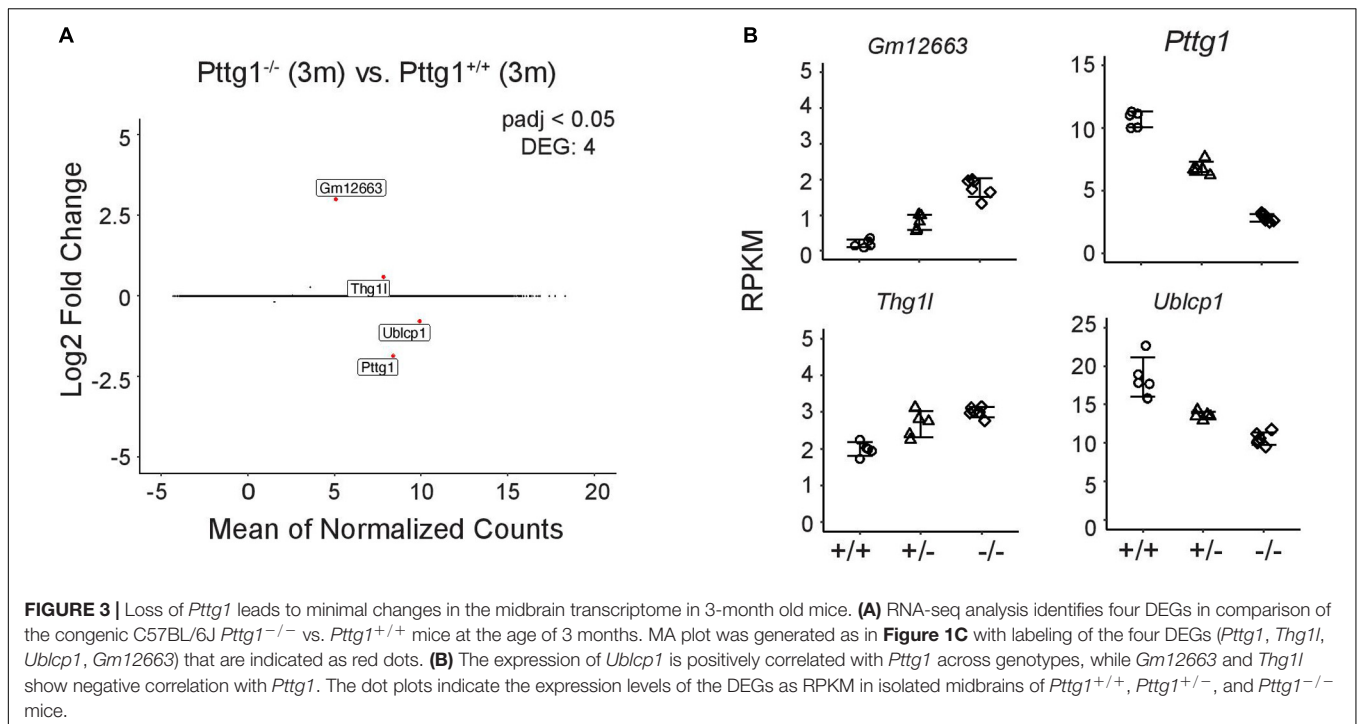 A
Pttg1-/- (3m) vs. Pttg1+/+ (3m)
padj < 0.05
DEG: 4
Log2 Fold Change
5
2.5
0
-2.5
-5
Gm12663
Thg1l
Ublcp1
Pttg1
-5 0 5 10 15 20
Mean of Normalized Counts
B
RPKM
Gm12663
5
4
3
2
1
0
Pttg1
15
10
5
0
Thg1l
5
4
3
2
1
0
+/+ +/- -/-
Ublcp1
25
20
15
10
5
0
+/+ +/- -/-
FIGURE 3 | Loss of Pttg1 leads to minimal changes in the midbrain transcriptome in 3-month old mice. (A) RNA-seq analysis identifies four DEGs in comparison of
the congenic C57BL/6J Pttg1−/− vs. Pttg1+/+ mice at the age of 3 months. MA plot was generated as in Figure 1C with labeling of the four DEGs (Pttg1, Thg1l,
Ublcp1, Gm12663) that are indicated as red dots. (B) The expression of Ublcp1 is positively correlated with Pttg1 across genotypes, while Gm12663 and Thg1l
show negative correlation with Pttg1. The dot plots indicate the expression levels of the DEGs as RPKM in isolated midbrains of Pttg1+/+, Pttg1+/−, and Pttg1−/−
mice.